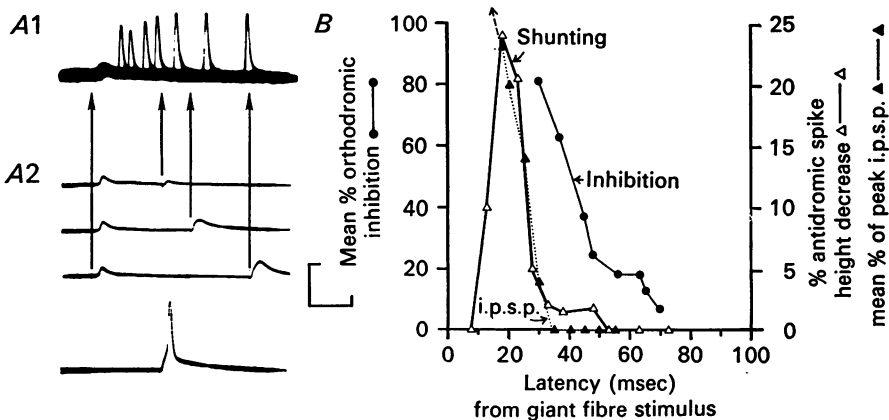 A1
A2
B
Mean % orthodromic
inhibition
100
80
60
40
20
0
Shunting
Inhibition
i.p.s.p.
25
20
15
10
5
0
% antidromic spike
height decrease
mean % of peak i.p.s.p.
0 20 40 60 80 100
Latency (msec)
from giant fibre stimulus